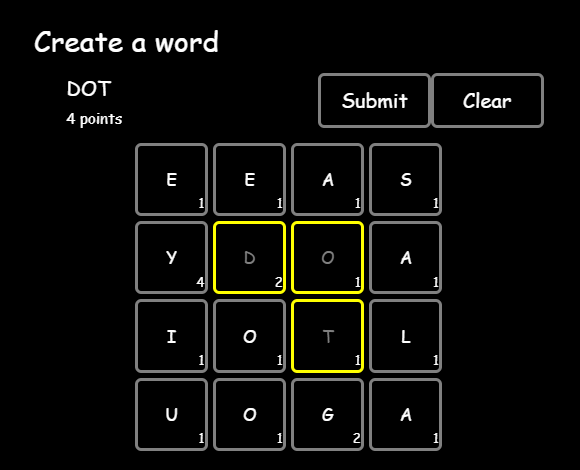 Create a word
DOT
4 points
Submit Clear
E 1 E 1 A 1 S 1
Y 4 D 2 O 1 A 1
I 1 O 1 T 1 L 1
U 1 O 1 G 2 A 1